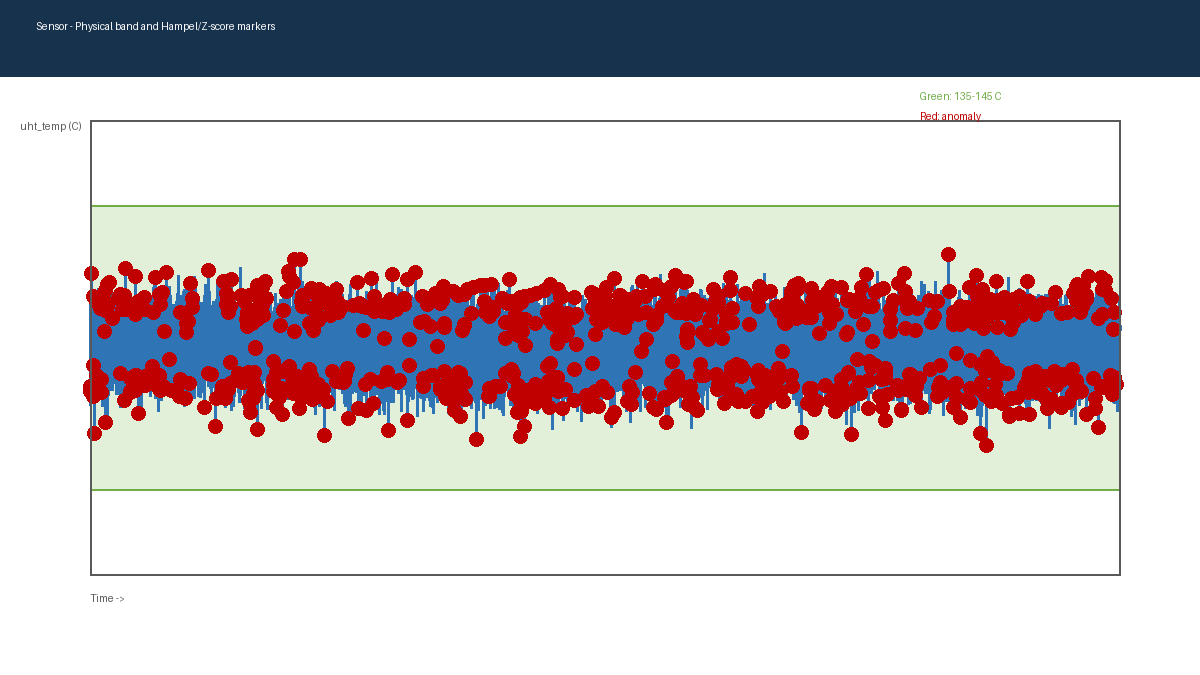 Sensor - Physical band and Hampel/Z-score markers
Green: 135-145 C
Red: anomaly
uht_temp (C)
Time ->